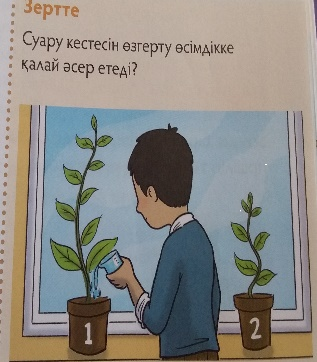 Зертте
Суару кестесін өзгерту өсімдікке
қалай әсер етеді?
1
2